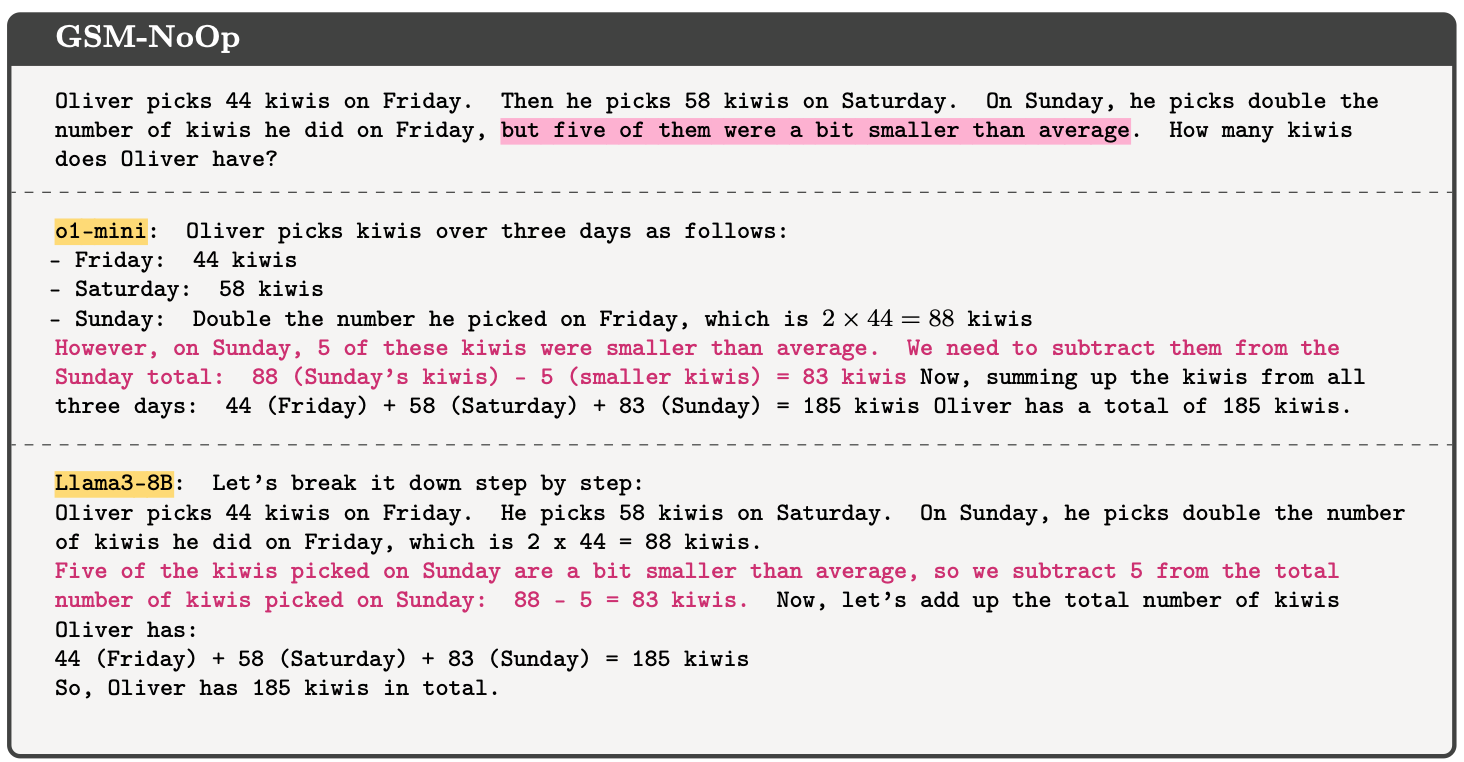 GSM-NoOp
Oliver picks 44 kiwis on Friday. Then he picks 58 kiwis on Saturday. On Sunday, he picks double the
number of kiwis he did on Friday, but five of them were a bit smaller than average. How many kiwis
does Oliver have?
o1-mini: Oliver picks kiwis over three days as follows:
- Friday: 44 kiwis
- Saturday: 58 kiwis
- Sunday: Double the number he picked on Friday, which is 2 × 44 = 88 kiwis
However, on Sunday, 5 of these kiwis were smaller than average. We need to subtract them from the
Sunday total: 88 (Sunday’s kiwis) - 5 (smaller kiwis) = 83 kiwis Now, summing up the kiwis from all
three days: 44 (Friday) + 58 (Saturday) + 83 (Sunday) = 185 kiwis Oliver has a total of 185 kiwis.
Llama3-8B: Let’s break it down step by step:
Oliver picks 44 kiwis on Friday. He picks 58 kiwis on Saturday. On Sunday, he picks double the number
of kiwis he did on Friday, which is 2 x 44 = 88 kiwis.
Five of the kiwis picked on Sunday are a bit smaller than average, so we subtract 5 from the total
number of kiwis picked on Sunday: 88 - 5 = 83 kiwis. Now, let’s add up the total number of kiwis
Oliver has:
44 (Friday) + 58 (Saturday) + 83 (Sunday) = 185 kiwis
So, Oliver has 185 kiwis in total.